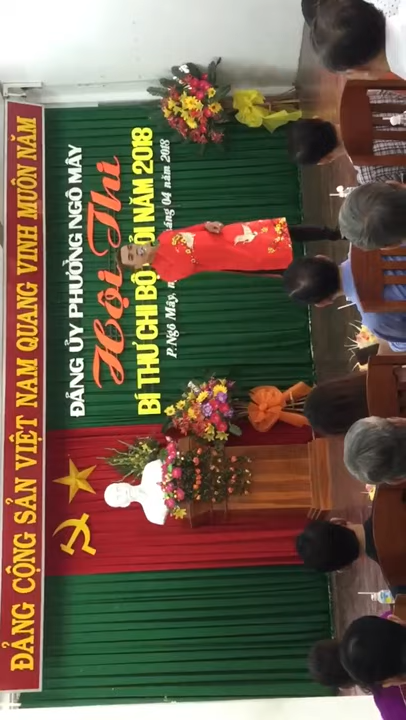 ĐẢNG CỘNG SẢN VIỆT NAM QUANG VINH MUÔN NĂM
ĐẢNG ỦY PHƯỜNG NGÔ MÂY
Hội Thi
BÍ THƯ CHI BỘ NĂM 2018
P.Ngô Mây, 04 năm 2018